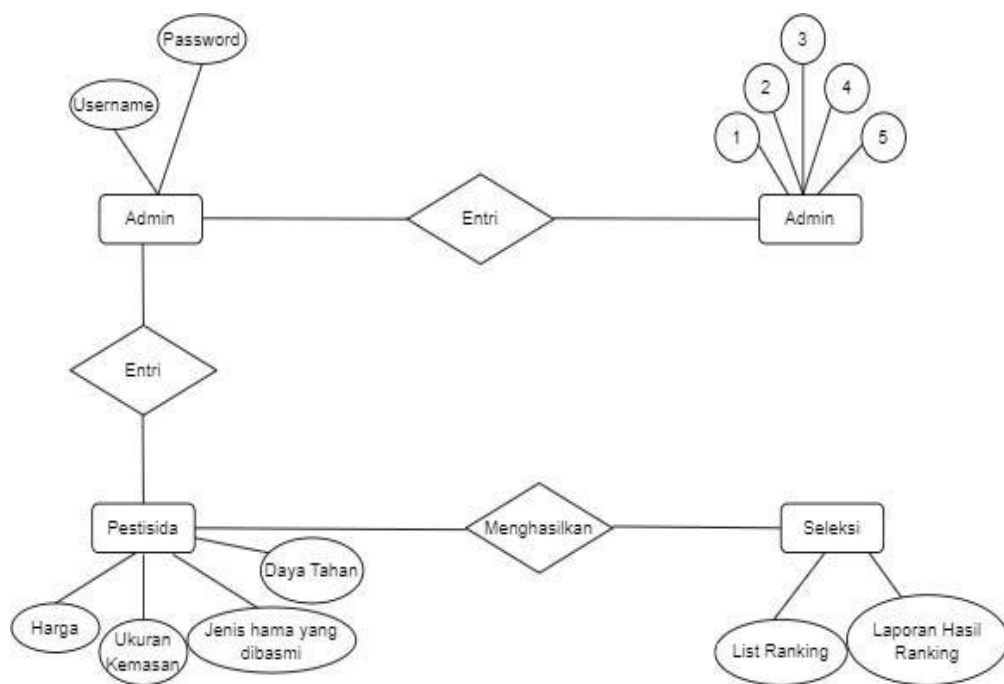 Password
Username
3
2
4
1
5
Admin
Entri
Admin
Entri
Pestisida
Menghasilkan
Seleksi
Daya Tahan
Harga
Ukuran
Kemasan
Jenis hama yang
dibasmi
List Ranking
Laporan Hasil
Ranking